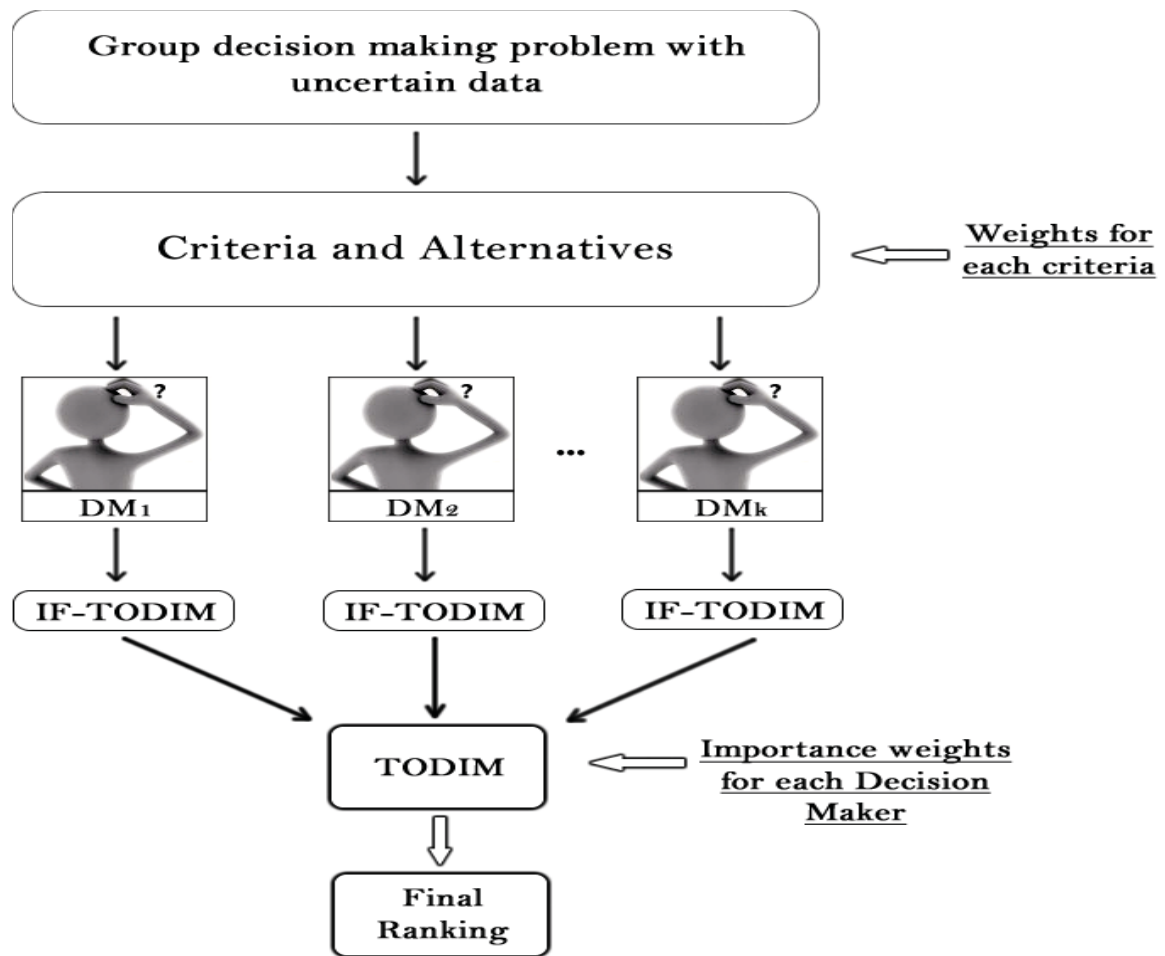 Group decision making problem with
uncertain data
Criteria and Alternatives
Weights for
each criteria
?
?
?
...
DM1
DM2
DMk
IF-TODIM
IF-TODIM
IF-TODIM
TODIM
Importance weights
for each Decision
Maker
Final
Ranking